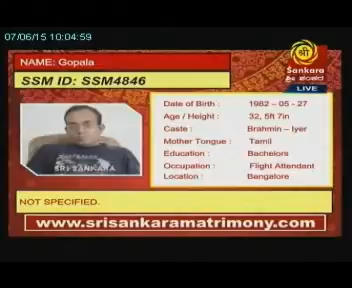 07/06/15 10:04:59
NAME: Gopala
SSM ID: SSM4846
श्री
Sankara
LIVE
SRI SANKARA
Date of Birth : 1982 - 05 - 27
Age / Height : 32, 5ft 7in
Caste : Brahmin - Iyer
Mother Tongue : Tamil
Education : Bachelors
Occupation : Flight Attendant
Location : Bangalore
NOT SPECIFIED.
www.srisankaramatrimony.com